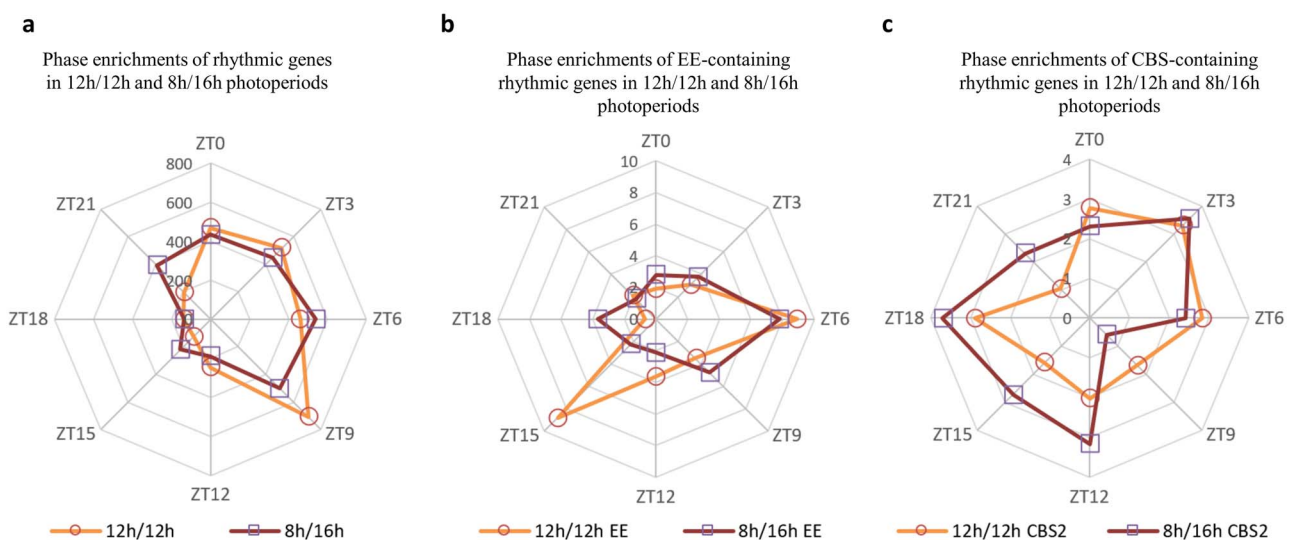 a
Phase enrichments of rhythmic genes
in 12h/12h and 8h/16h photoperiods
ZT0
800
600
400
200
0
ZT3
ZT6
ZT9
ZT12
ZT15
ZT18
ZT21
12h/12h
8h/16h
b
Phase enrichments of EE-containing
rhythmic genes in 12h/12h and 8h/16h
photoperiods
ZT0
10
8
6
4
2
0
ZT3
ZT6
ZT9
ZT12
ZT15
ZT18
ZT21
12h/12h EE
8h/16h EE
c
Phase enrichments of CBS-containing
rhythmic genes in 12h/12h and 8h/16h
photoperiods
ZT0
4
3
2
1
0
ZT3
ZT6
ZT9
ZT12
ZT15
ZT18
ZT21
12h/12h CBS2
8h/16h CBS2